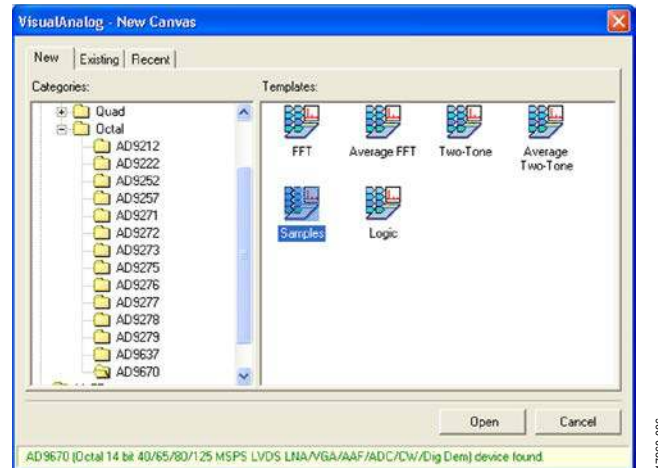 VisualAnalog - New Canvas
New Existing Recent
Categories: Templates:
Quad
Octal
AD9212
AD9222
AD9252
AD9257
AD9271
AD9272
AD9273
AD9275
AD9276
AD9277
AD9278
AD9279
AD9637
AD9670
FFT Average FFT Two-Tone Average Two-Tone
Samples Logic
Open Cancel
AD9670 (Octal 14 bit 40/65/80/125 MSPS LVDS LNA/VGA/AAF/ADC/CW/Dig Dem) device found.